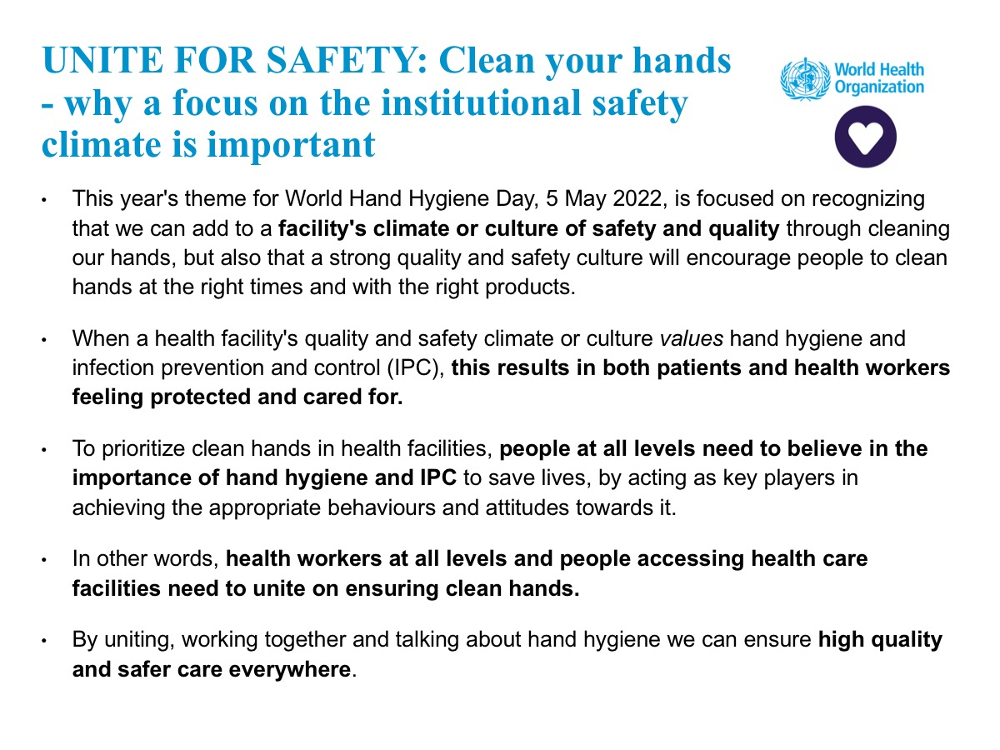 UNITE FOR SAFETY: Clean your hands
- why a focus on the institutional safety
climate is important
World Health
Organization
• This year's theme for World Hand Hygiene Day, 5 May 2022, is focused on recognizing
that we can add to a facility's climate or culture of safety and quality through cleaning
our hands, but also that a strong quality and safety culture will encourage people to clean
hands at the right times and with the right products.
• When a health facility's quality and safety climate or culture values hand hygiene and
infection prevention and control (IPC), this results in both patients and health workers
feeling protected and cared for.
• To prioritize clean hands in health facilities, people at all levels need to believe in the
importance of hand hygiene and IPC to save lives, by acting as key players in
achieving the appropriate behaviours and attitudes towards it.
• In other words, health workers at all levels and people accessing health care
facilities need to unite on ensuring clean hands.
• By uniting, working together and talking about hand hygiene we can ensure high quality
and safer care everywhere.